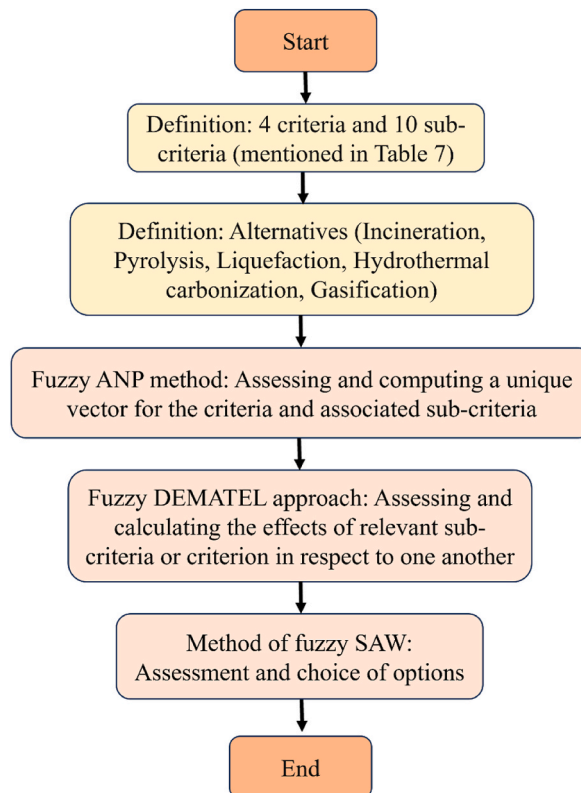 Start
Definition: 4 criteria and 10 sub-
criteria (mentioned in Table 7)
Definition: Alternatives (Incineration,
Pyrolysis, Liquefaction, Hydrothermal
carbonization, Gasification)
Fuzzy ANP method: Assessing and computing a unique
vector for the criteria and associated sub-criteria
Fuzzy DEMATEL approach: Assessing and
calculating the effects of relevant sub-
criteria or criterion in respect to one another
Method of fuzzy SAW:
Assessment and choice of options
End